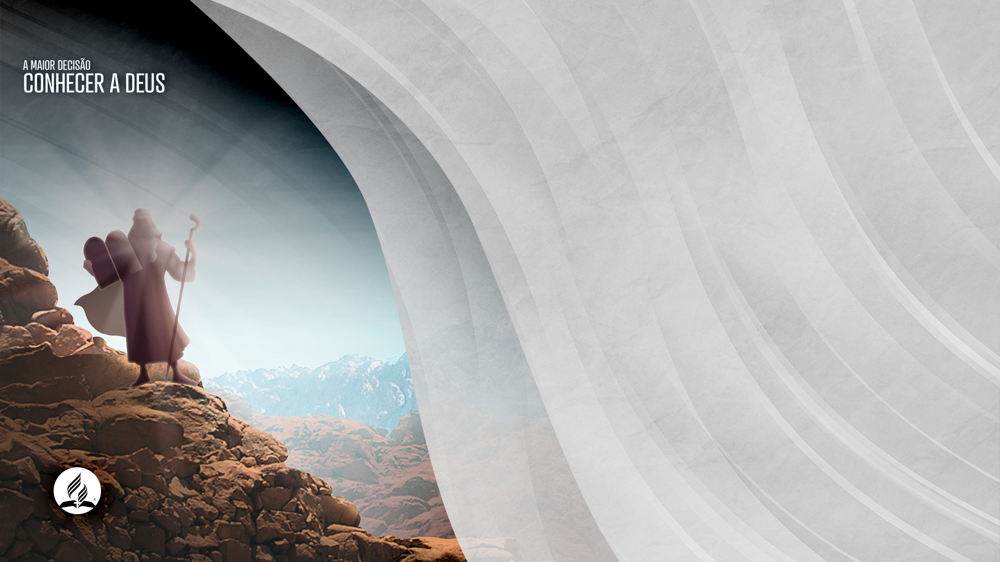 A MAIOR DECISÃO
CONHECER A DEUS